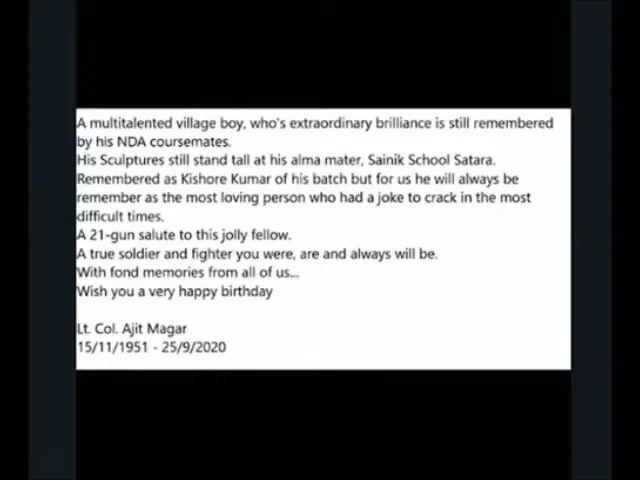 A multitalented village boy, who's extraordinary brilliance is still remembered
by his NDA coursemates.
His Sculptures still stand tall at his alma mater, Sainik School Satara.
Remembered as Kishore Kumar of his batch but for us he will always be
remember as the most loving person who had a joke to crack in the most
difficult times.
A 21-gun salute to this jolly fellow.
A true soldier and fighter you were, are and always will be.
With fond memories from all of us...
Wish you a very happy birthday
Lt. Col. Ajit Magar
15/11/1951 - 25/9/2020